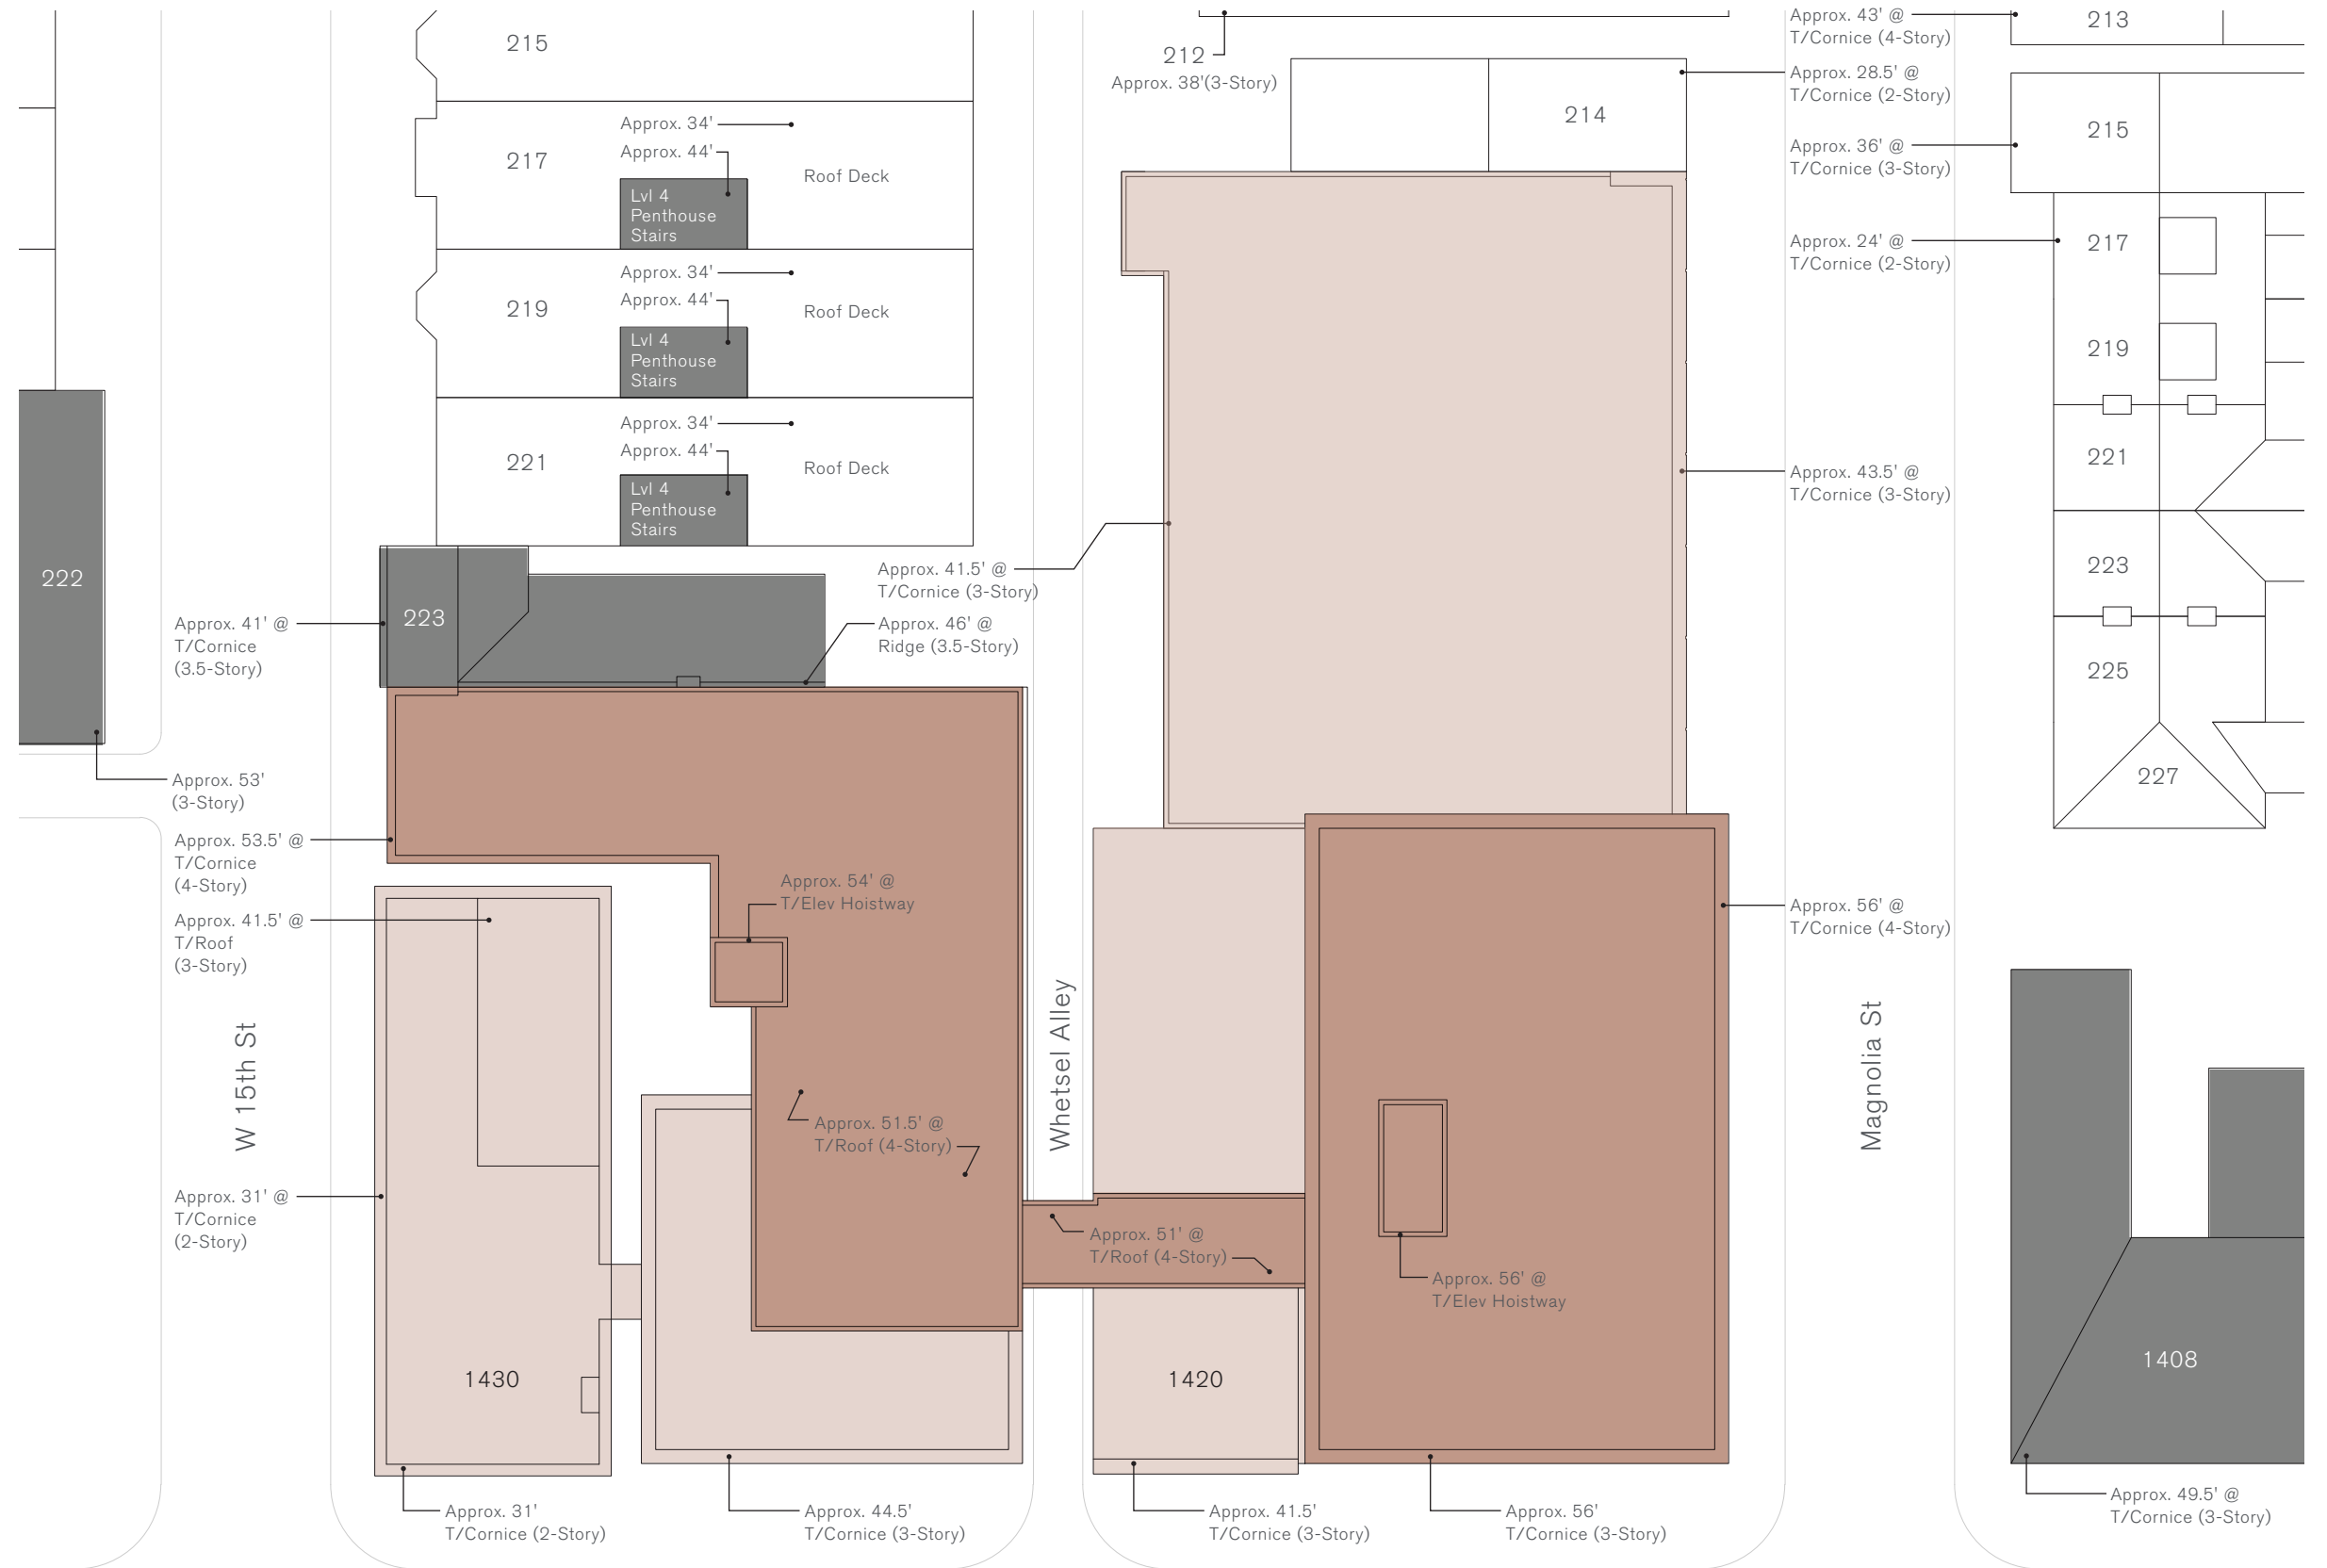 215
217
Approx. 34'
Approx. 44'
Roof Deck
Lvl 4
Penthouse
Stairs
219
Approx. 34'
Approx. 44'
Roof Deck
Lvl 4
Penthouse
Stairs
221
Approx. 34'
Approx. 44'
Roof Deck
Lvl 4
Penthouse
Stairs
222
Approx. 53'
(3-Story)
223
Approx. 41' @
T/Cornice
(3.5-Story)
Approx. 46' @
Ridge (3.5-Story)
Approx. 41.5' @
T/Cornice (3-Story)
Approx. 53.5' @
T/Cornice
(4-Story)
Approx. 41.5' @
T/Roof
(3-Story)
Approx. 31' @
T/Cornice
(2-Story)
W 15th St
Approx. 54' @
T/Elev Hoistway
Approx. 51.5' @
T/Roof (4-Story)
1430
Approx. 31'
T/Cornice (2-Story)
Approx. 44.5'
T/Cornice (3-Story)
Whetsel Alley
212
Approx. 38'(3-Story)
214
Approx. 51' @
T/Roof (4-Story)
1420
Approx. 56' @
T/Elev Hoistway
Approx. 41.5'
T/Cornice (3-Story)
Approx. 56'
T/Cornice (3-Story)
Approx. 43' @
T/Cornice (4-Story)
Approx. 28.5' @
T/Cornice (2-Story)
Approx. 36' @
T/Cornice (3-Story)
Approx. 24' @
T/Cornice (2-Story)
Approx. 43.5' @
T/Cornice (3-Story)
Approx. 56' @
T/Cornice (4-Story)
Magnolia St
213
215
217
219
221
223
225
227
1408
Approx. 49.5' @
T/Cornice (3-Story)